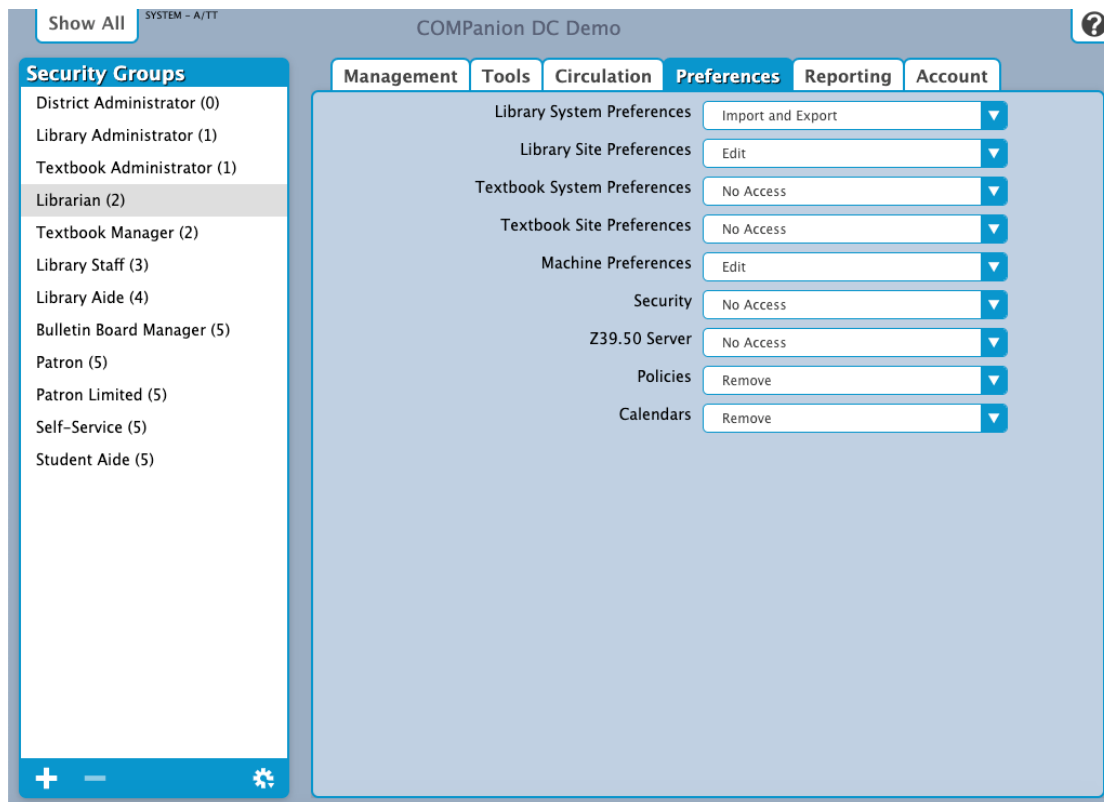 Show All
SYSTEM - A/TT
COMPanion DC Demo
?
Security Groups
District Administrator (0)
Library Administrator (1)
Textbook Administrator (1)
Librarian (2)
Textbook Manager (2)
Library Staff (3)
Library Aide (4)
Bulletin Board Manager (5)
Patron (5)
Patron Limited (5)
Self-Service (5)
Student Aide (5)
Management Tools Circulation Preferences Reporting Account
Library System Preferences Import and Export
Library Site Preferences Edit
Textbook System Preferences No Access
Textbook Site Preferences No Access
Machine Preferences Edit
Security No Access
Z39.50 Server No Access
Policies Remove
Calendars Remove